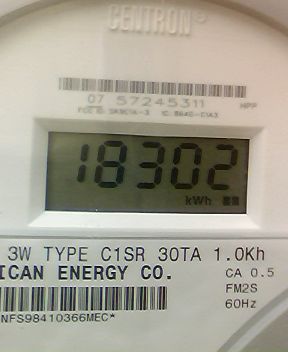 CENTRON®
07 57245311
HPP
18302
kWh
3W TYPE C1SR 30TA 1.0Kh
ICAN ENERGY CO.
CA 0.5
FM2S
60Hz
NFS98410366MEC*